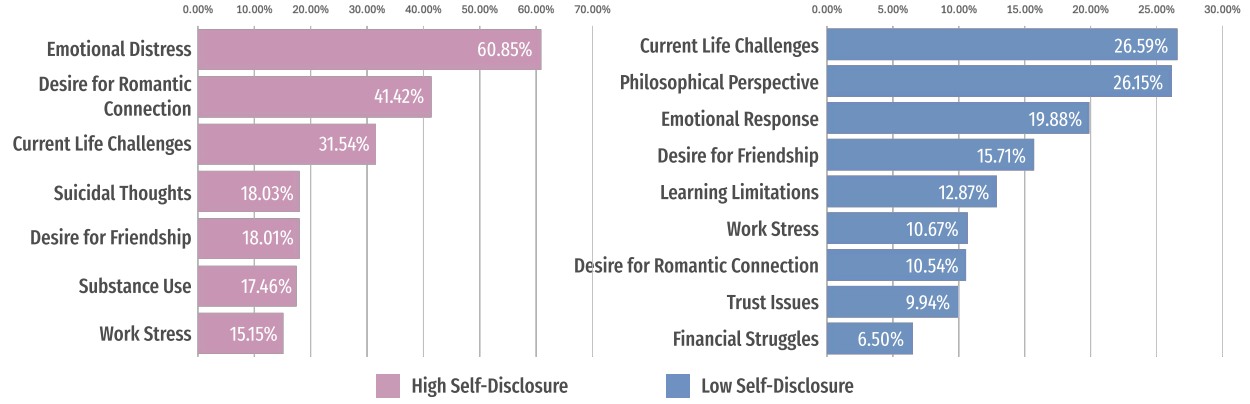 0.00% 10.00% 20.00% 30.00% 40.00% 50.00% 60.00% 70.00%
Emotional Distress 60.85%
Desire for Romantic
Connection 41.42%
Current Life Challenges 31.54%
Suicidal Thoughts 18.03%
Desire for Friendship 18.01%
Substance Use 17.46%
Work Stress 15.15%
0.00% 5.00% 10.00% 15.00% 20.00% 25.00% 30.00%
Current Life Challenges 26.59%
Philosophical Perspective 26.15%
Emotional Response 19.88%
Desire for Friendship 15.71%
Learning Limitations 12.87%
Work Stress 10.67%
Desire for Romantic Connection 10.54%
Trust Issues 9.94%
Financial Struggles 6.50%
High Self-Disclosure
Low Self-Disclosure